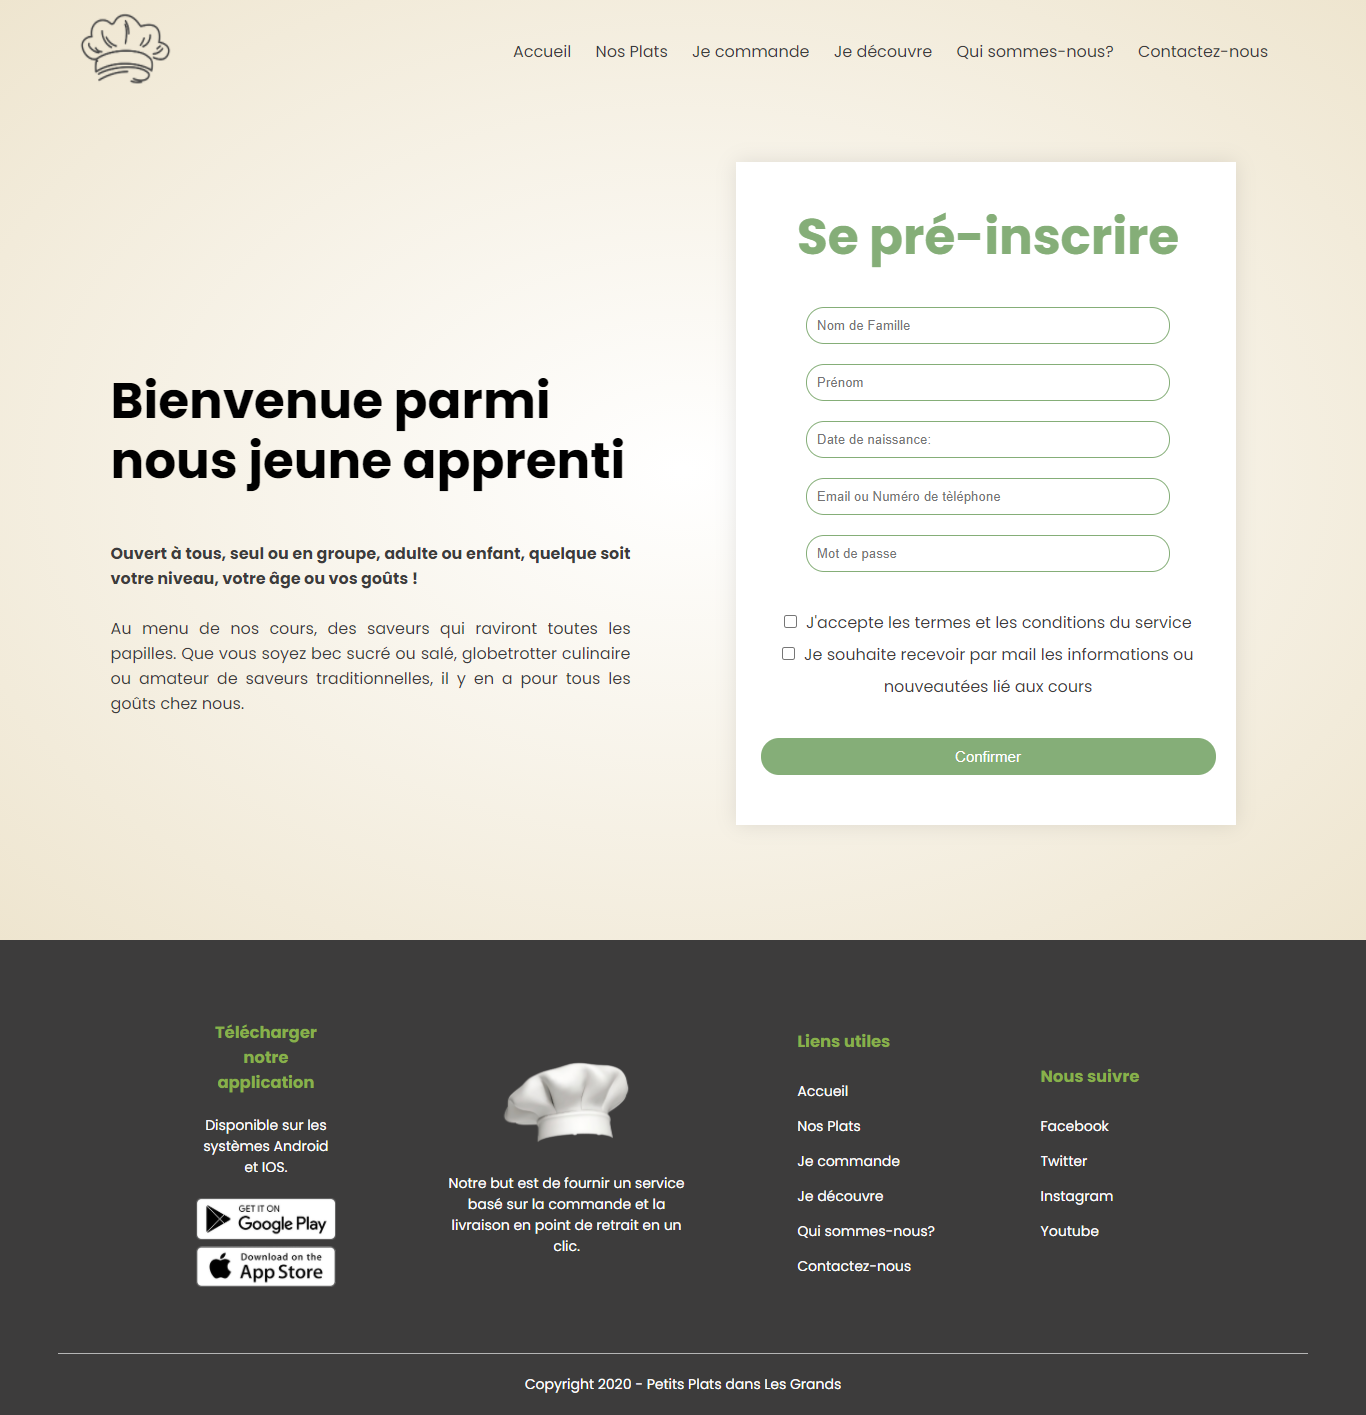 Accueil
Nos Plats
Je commande
Je découvre
Qui sommes-nous?
Contactez-nous
Bienvenue parmi
nous jeune apprenti
Ouvert à tous, seul ou en groupe, adulte ou enfant, quelque soit
votre niveau, votre âge ou vos goûts !
Au menu de nos cours, des saveurs qui raviront toutes les
papilles. Que vous soyez bec sucré ou salé, globetrotter culinaire
ou amateur de saveurs traditionnelles, il y en a pour tous les
goûts chez nous.
Se pré-inscrire
Nom de Famille
Prénom
Date de naissance:
Email ou Numéro de tèléphone
Mot de passe
J'accepte les termes et les conditions du service
Je souhaite recevoir par mail les informations ou
nouveautées lié aux cours
Confirmer
Télécharger
notre
application
Disponible sur les
systèmes Android
et IOS.
GET IT ON
Google Play
Download on the
App Store
Notre but est de fournir un service
basé sur la commande et la
livraison en point de retrait en un
clic.
Liens utiles
Accueil
Nos Plats
Je commande
Je découvre
Qui sommes-nous?
Contactez-nous
Nous suivre
Facebook
Twitter
Instagram
Youtube
Copyright 2020 - Petits Plats dans Les Grands